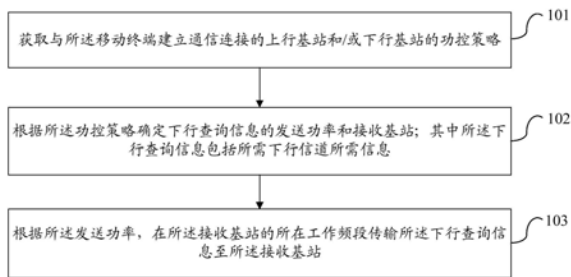 101
获取与所述移动终端建立通信连接的上行基站和/或下行基站的功控策略
102
根据所述功控策略确定下行查询信息的发送功率和接收基站；其中所述下
行查询信息包括所需下行信道所需信息
103
根据所述发送功率，在所述接收基站的所在工作频段传输所述下行查询信
息至所述接收基站